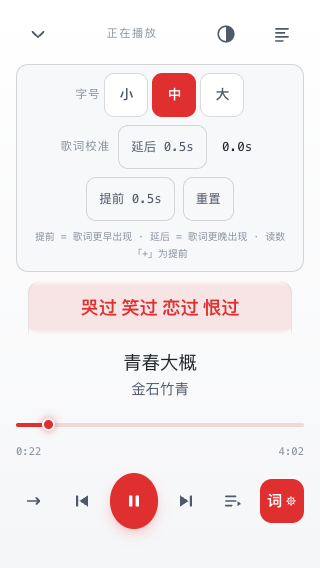 正在播放
字号 小 中 大
歌词校准 延后 0.5s 0.0s
提前 0.5s 重置
提前 = 歌词更早出现 · 延后 = 歌词更晚出现 · 读数
「+」为提前
哭过 笑过 恋过 恨过
青春大概
金石竹青
0:22 4:02
词